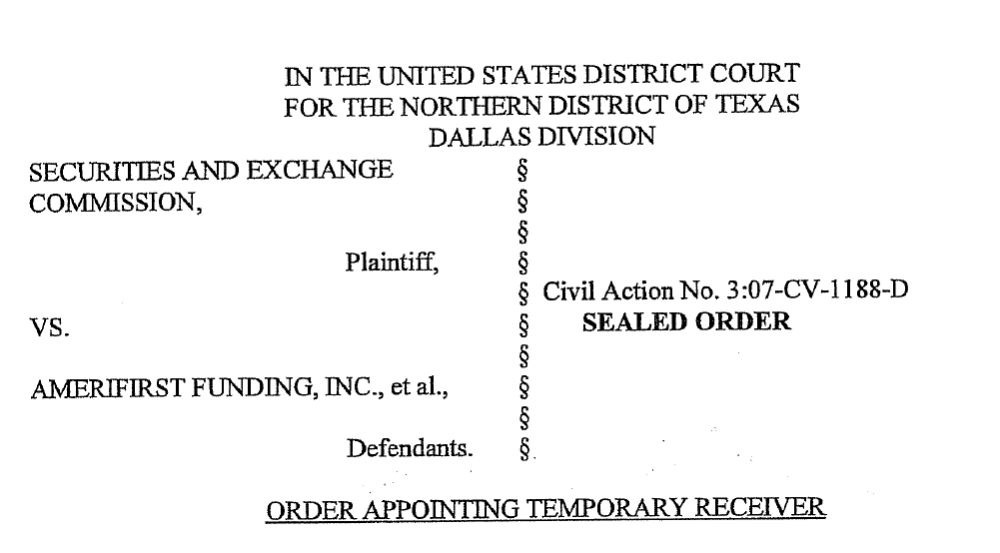 IN THE UNITED STATES DISTRICT COURT
FOR THE NORTHERN DISTRICT OF TEXAS
DALLAS DIVISION
SECURITIES AND EXCHANGE §
COMMISSION, §
§
Plaintiff, §
§ Civil Action No. 3:07-CV-1188-D
VS. § SEALED ORDER
§
AMERIFIRST FUNDING, INC., et al., §
§
Defendants. §
ORDER APPOINTING TEMPORARY RECEIVER